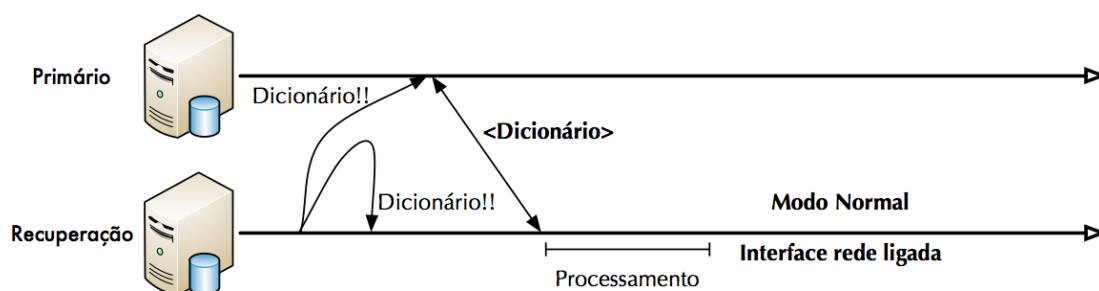 Primário
Dicionário!!
<Dicionário>
Dicionário!!
Modo Normal
Recuperação
Interface rede ligada
Processamento